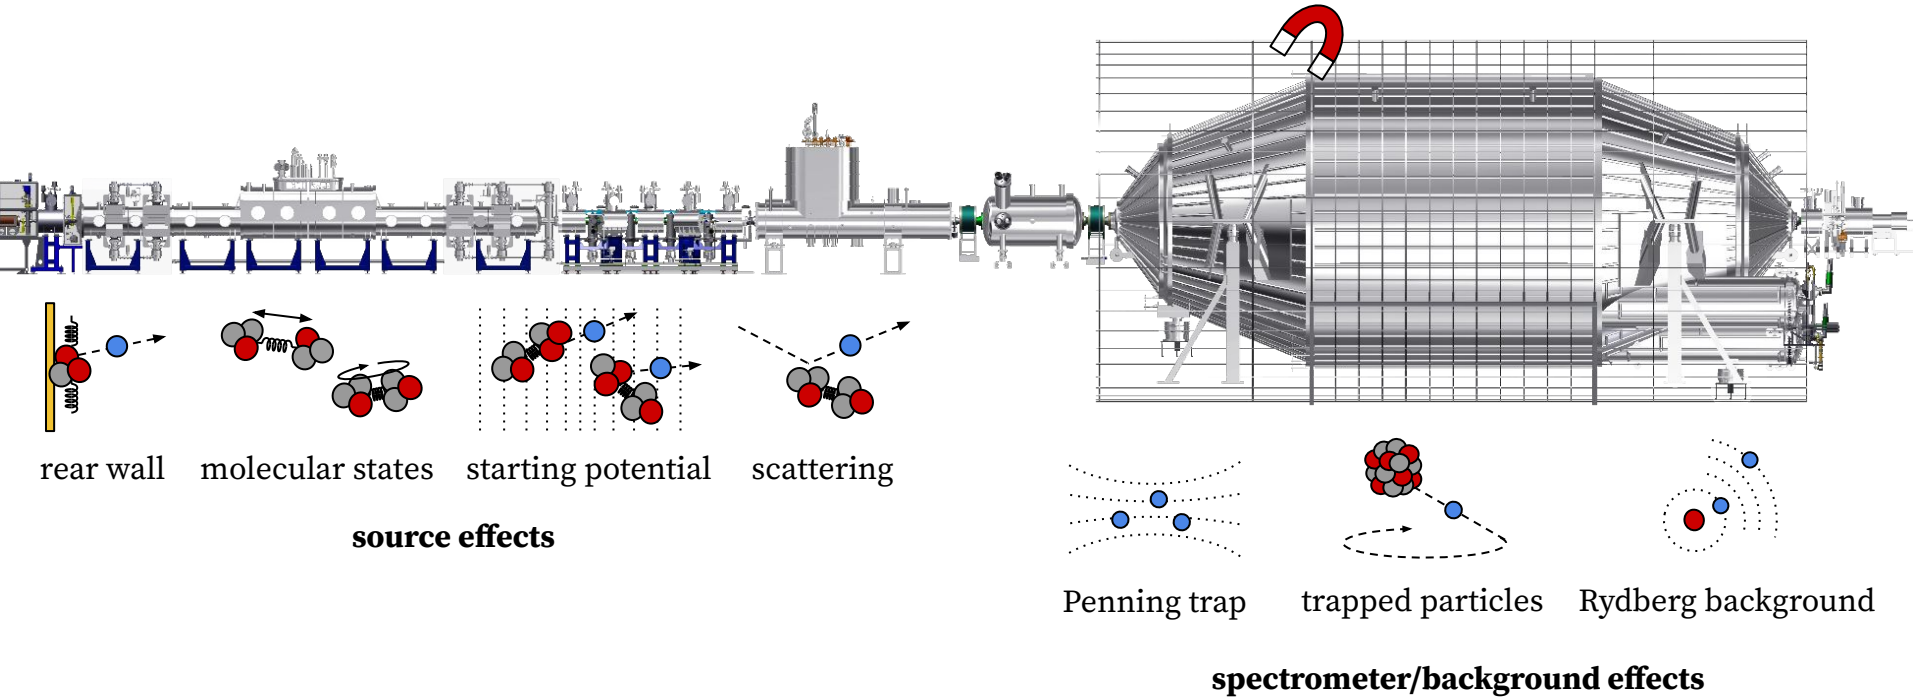 rear wall
molecular states
starting potential
scattering
source effects
Penning trap
trapped particles
Rydberg background
spectrometer/background effects